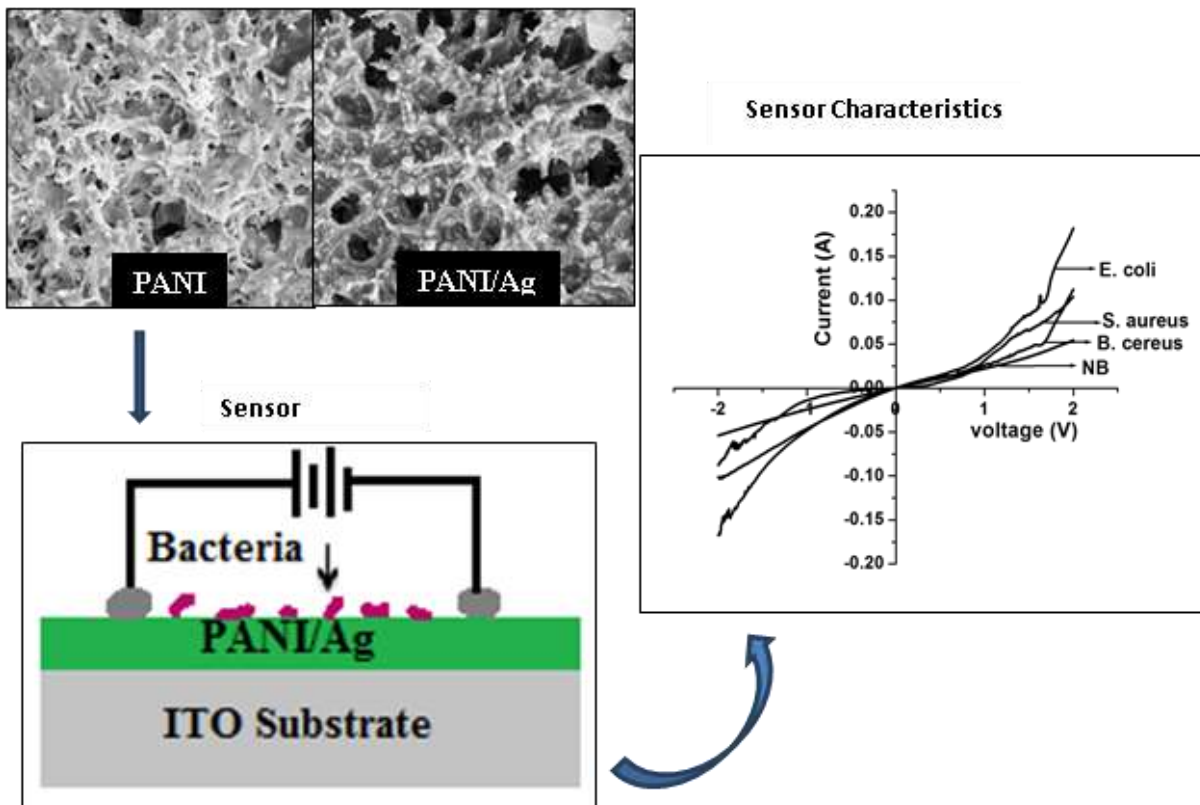 PANI
PANI/Ag
Sensor Characteristics
Sensor
Bacteria
PANI/Ag
ITO Substrate
Current (A)
0.20
0.15
0.10
0.05
0.00
-0.05
-0.10
-0.15
-0.20
-2
-1
0
1
2
voltage (V)
E. coli
S. aureus
B. cereus
NB